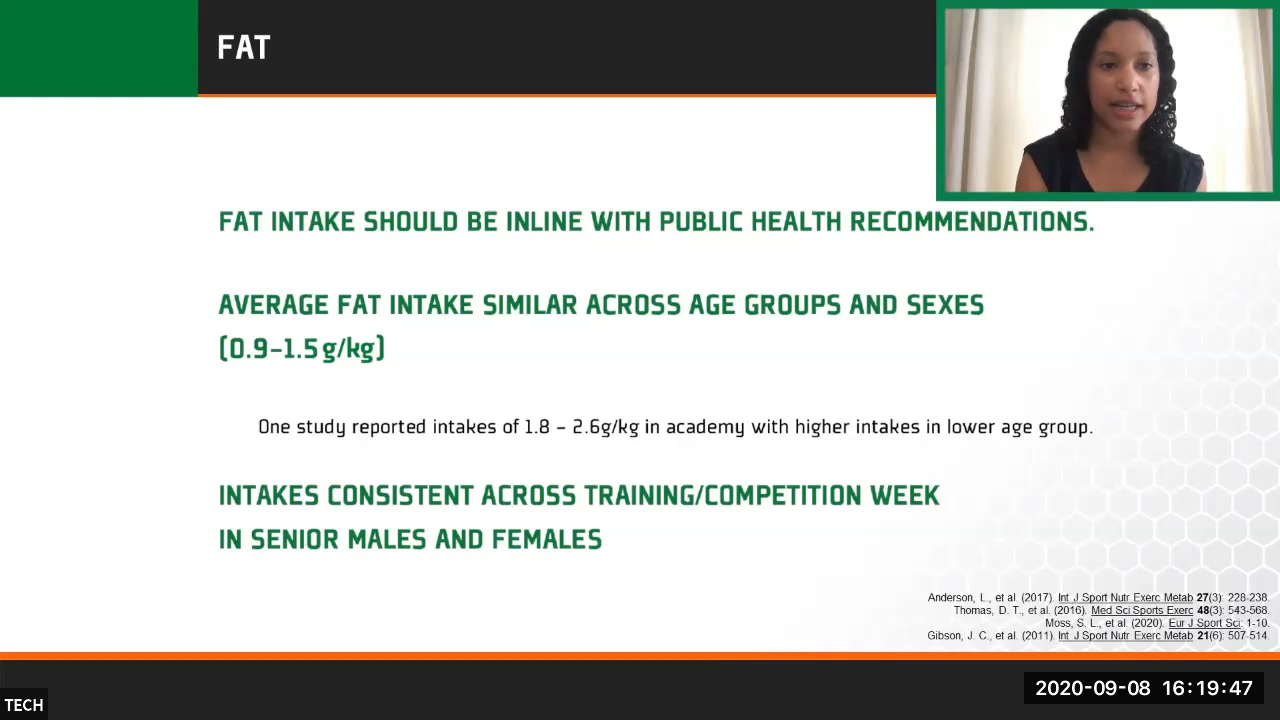 FAT
FAT INTAKE SHOULD BE INLINE WITH PUBLIC HEALTH RECOMMENDATIONS.
AVERAGE FAT INTAKE SIMILAR ACROSS AGE GROUPS AND SEXES
(0.9–1.5g/kg)
One study reported intakes of 1.8 – 2.6g/kg in academy with higher intakes in lower age group.
INTAKES CONSISTENT ACROSS TRAINING/COMPETITION WEEK
IN SENIOR MALES AND FEMALES
Anderson, L., et al. (2017). Int J Sport Nutr Exerc Metab 27(3): 228-238.
Thomas, D. T., et al. (2016). Med Sci Sports Exerc 48(3): 543-568.
Moss, S. L., et al. (2020). Eur J Sport Sci: 1-10.
Gibson, J. C., et al. (2011). Int J Sport Nutr Exerc Metab 21(6): 507-514.
2020-09-08 16:19:47
TECH